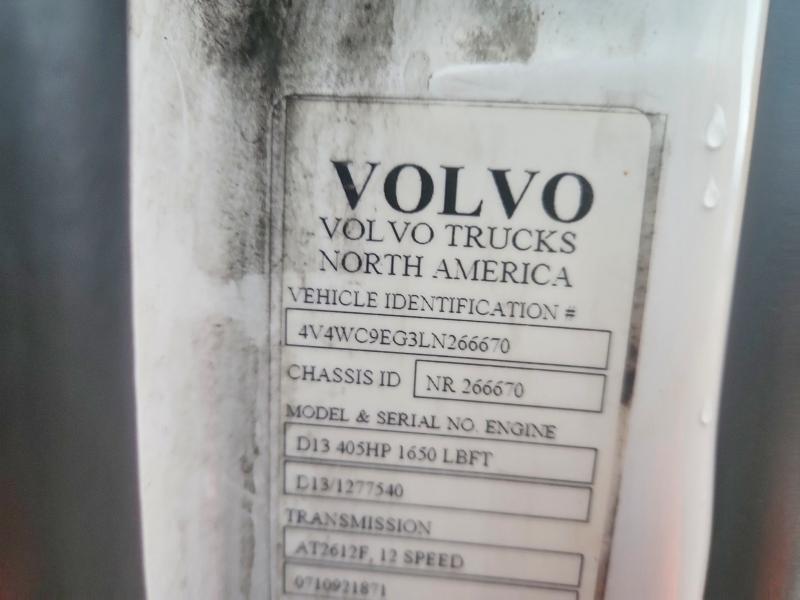 VOLVO
VOLVO TRUCKS
NORTH AMERICA
VEHICLE IDENTIFICATION #
4V4WC9EG3LN266670
CHASSIS ID NR 266670
MODEL & SERIAL NO. ENGINE
D13 405HP 1650 LBFT
D13/1277540
TRANSMISSION
AT2612F, 12 SPEED
0710921871